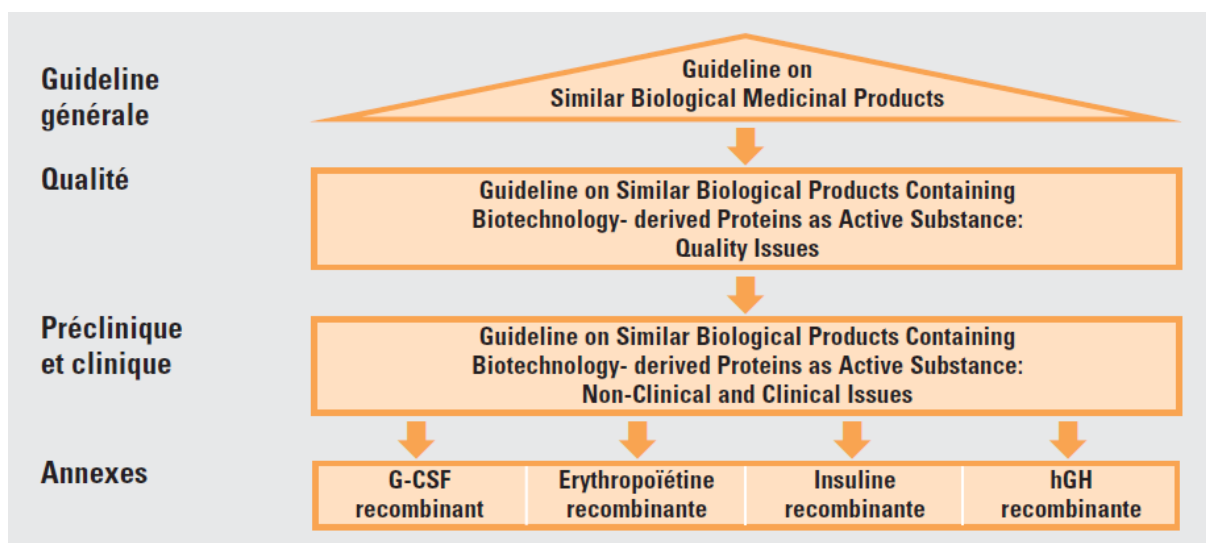 Guideline
générale
Guideline on
Similar Biological Medicinal Products
Qualité
Guideline on Similar Biological Products Containing
Biotechnology- derived Proteins as Active Substance:
Quality Issues
Préclinique
et clinique
Guideline on Similar Biological Products Containing
Biotechnology- derived Proteins as Active Substance:
Non-Clinical and Clinical Issues
Annexes
G-CSF
recombinant
Erythropoïétine
recombinante
Insuline
recombinante
hGH
recombinante